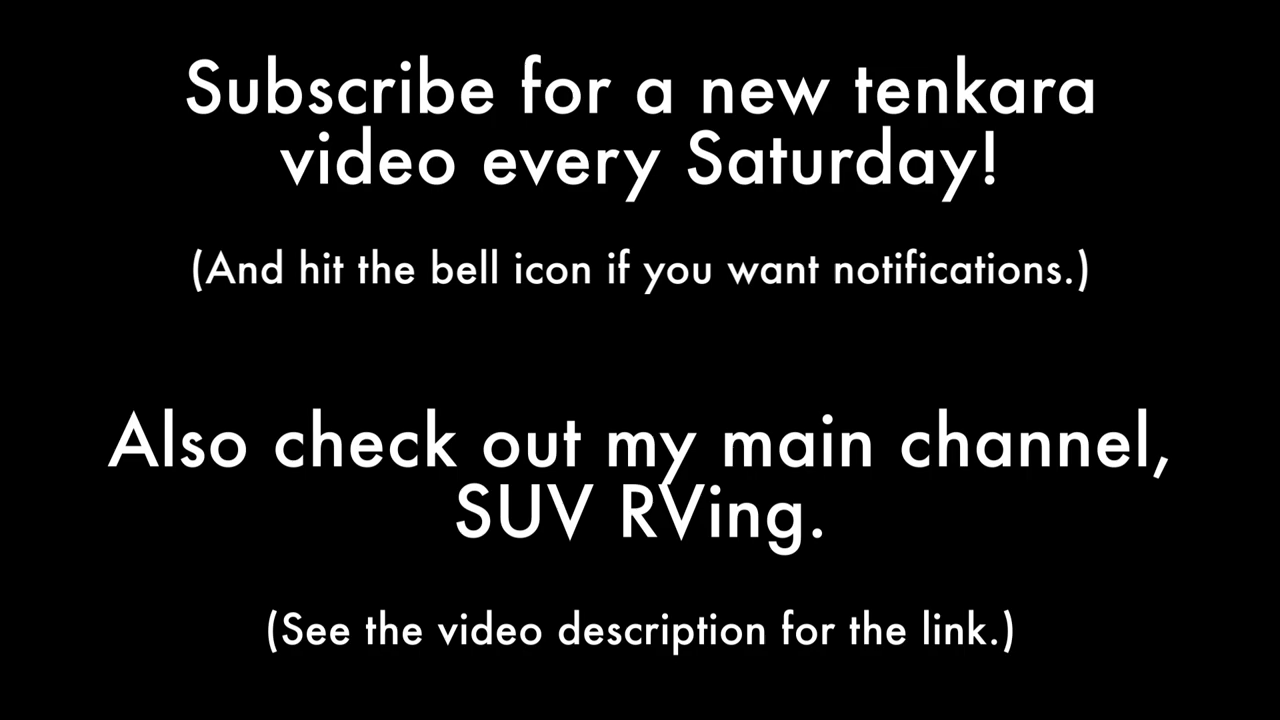 Subscribe for a new tenkara
video every Saturday!
(And hit the bell icon if you want notifications.)
Also check out my main channel,
SUV RVing.
(See the video description for the link.)